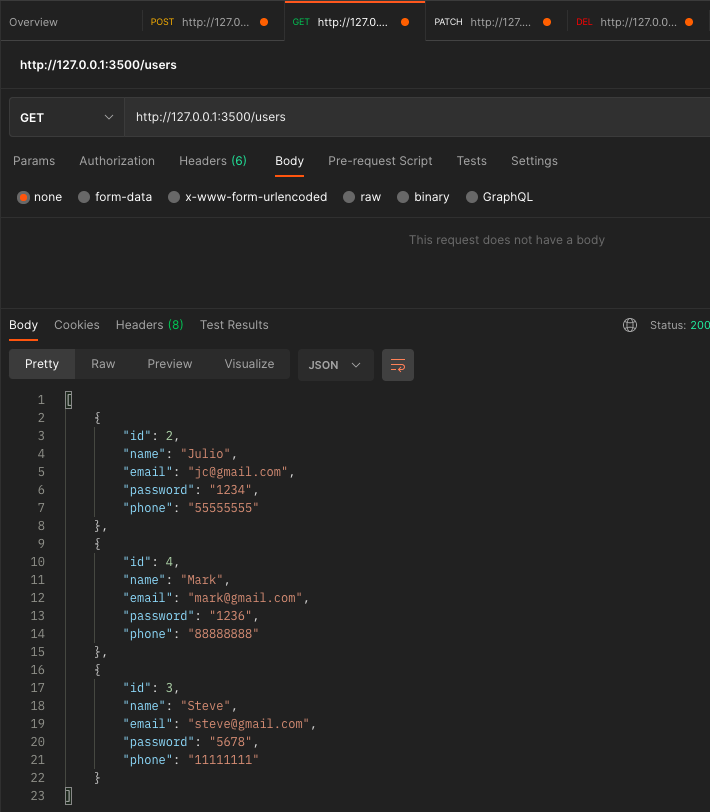 Overview POST http://127.0... GET http://127.0.... PATCH http://127.... DEL http://127.0.0...
http://127.0.0.1:3500/users
GET http://127.0.0.1:3500/users
Params Authorization Headers (6) Body Pre-request Script Tests Settings
none form-data x-www-form-urlencoded raw binary GraphQL
This request does not have a body
Body Cookies Headers (8) Test Results Status: 200
Pretty Raw Preview Visualize JSON
1 [
2 {
3 "id": 2,
4 "name": "Julio",
5 "email": "jc@gmail.com",
6 "password": "1234",
7 "phone": "55555555"
8 },
9 {
10 "id": 4,
11 "name": "Mark",
12 "email": "mark@gmail.com",
13 "password": "1236",
14 "phone": "88888888"
15 },
16 {
17 "id": 3,
18 "name": "Steve",
19 "email": "steve@gmail.com",
20 "password": "5678",
21 "phone": "11111111"
22 }
23 ]